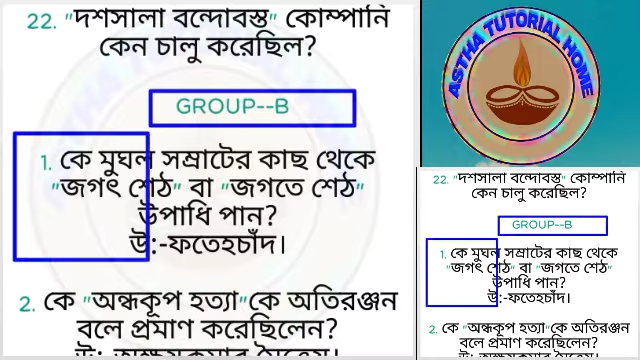 22. "দশসালা বন্দোবস্ত" কোম্পানি
কেন চালু করেছিল?
GROUP--B
1. কে মুঘল সম্রাটের কাছ থেকে
"জগৎ শেঠ" বা "জগতে শেঠ"
উপাধি পান?
উ:-ফতেহচাঁদ।
2. কে "অন্ধকূপ হত্যা"কে অতিরঞ্জন
বলে প্রমাণ করেছিলেন?
ASTHA TUTORIAL HOME
22. "দশসালা বন্দোবস্ত" কোম্পানি
কেন চালু করেছিল?
GROUP--B
1. কে মুঘল সম্রাটের কাছ থেকে
"জগৎ শেঠ" বা "জগতে শেঠ"
উপাধি পান?
উ:-ফতেহচাঁদ।
2. কে "অন্ধকূপ হত্যা"কে অতিরঞ্জন
বলে প্রমাণ করেছিলেন?